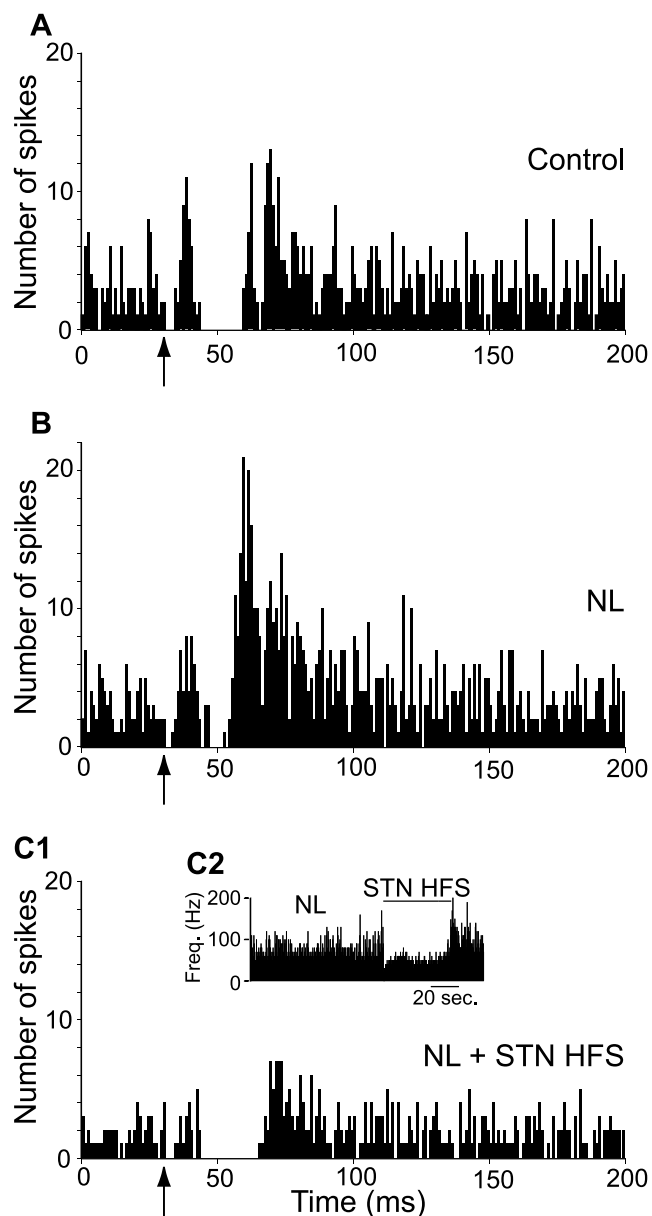 A
20
10
0
Number of spikes
Control
0 50 100 150 200
B
20
10
0
Number of spikes
NL
0 50 100 150 200
C1
C2
20
10
0
Number of spikes
200
100
0
Freq. (Hz)
NL
STN HFS
20 sec.
NL + STN HFS
0 50 100 150 200
Time (ms)